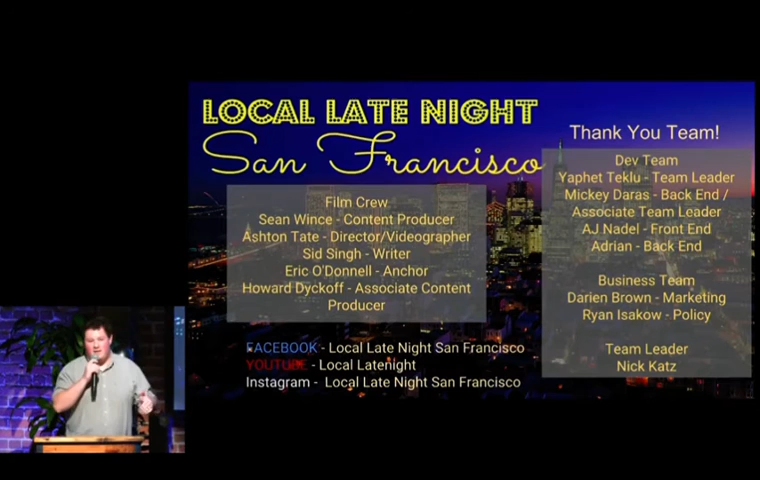 LOCAL LATE NIGHT
San Francisco
Film Crew
Sean Wince - Content Producer
Ashton Tate - Director/Videographer
Sid Singh - Writer
Eric O'Donnell - Anchor
Howard Dyckoff - Associate Content
Producer
FACEBOOK - Local Late Night San Francisco
YOUTUBE - Local Latenight
Instagram - Local Late Night San Francisco
Thank You Team!
Dev Team
Yaphet Teklu - Team Leader
Mickey Daras - Back End /
Associate Team Leader
AJ Nadel - Front End
Adrian - Back End
Business Team
Darien Brown - Marketing
Ryan Isakow - Policy
Team Leader
Nick Katz